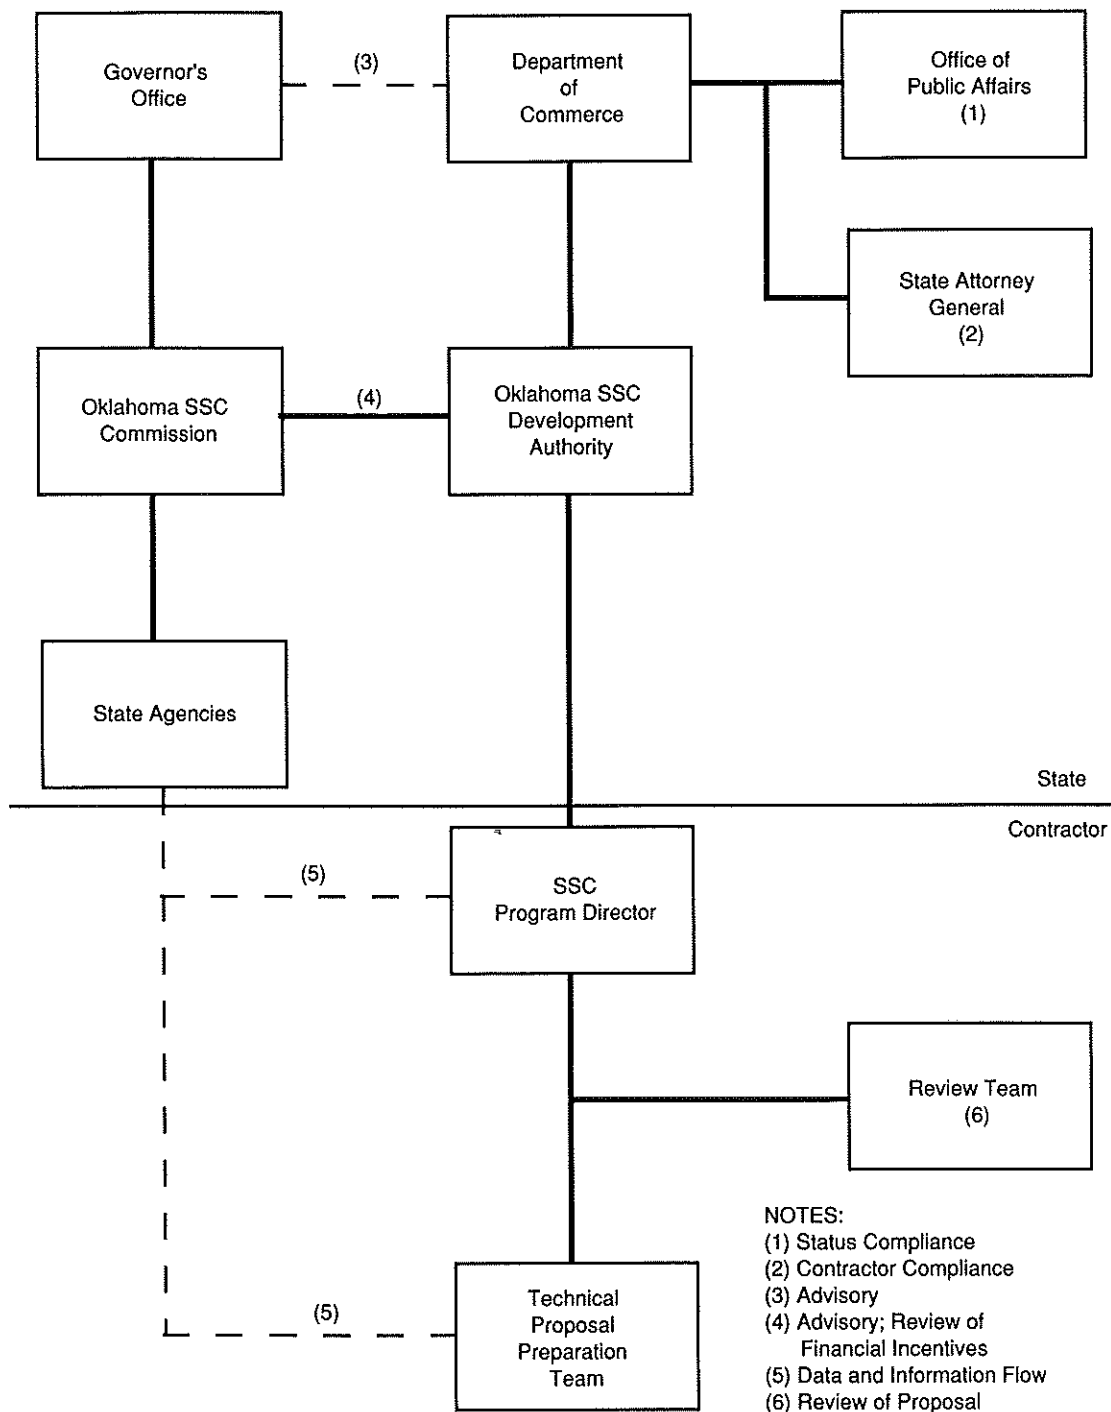 Governor's
Office
(3)
Department
of
Commerce
Office of
Public Affairs
(1)
State Attorney
General
(2)
Oklahoma SSC
Commission
(4)
Oklahoma SSC
Development
Authority
State Agencies
State
Contractor
(5)
SSC
Program Director
Review Team
(6)
(5)
Technical
Proposal
Preparation
Team
NOTES:
(1) Status Compliance
(2) Contractor Compliance
(3) Advisory
(4) Advisory; Review of
Financial Incentives
(5) Data and Information Flow
(6) Review of Proposal